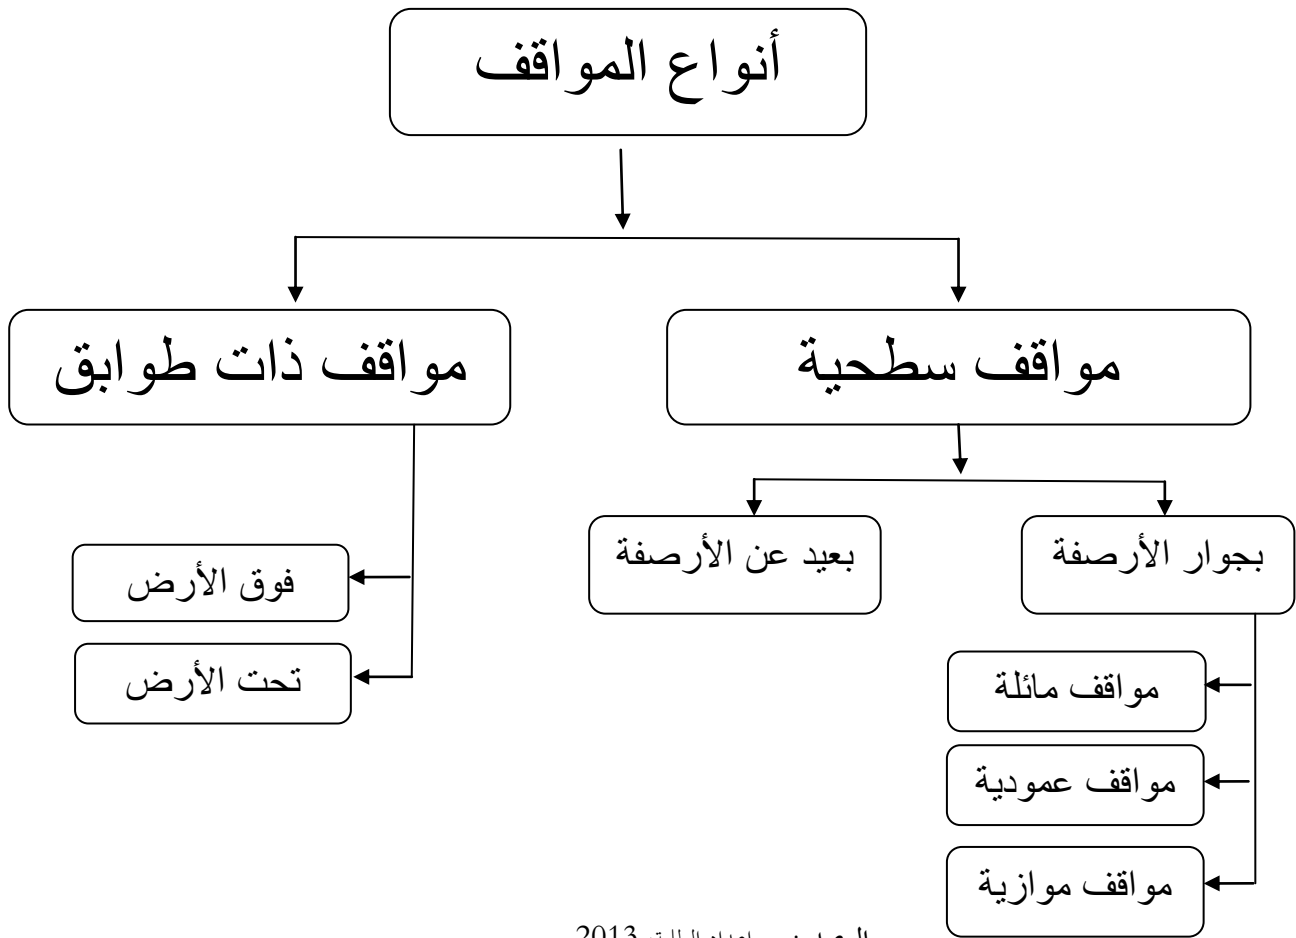 أنواع المواقف
مواقف سطحية
مواقف ذات طوابق
بجوار الأرصفة
بعيد عن الأرصفة
مواقف مائلة
مواقف عمودية
مواقف موازية
فوق الأرض
تحت الأرض
2013